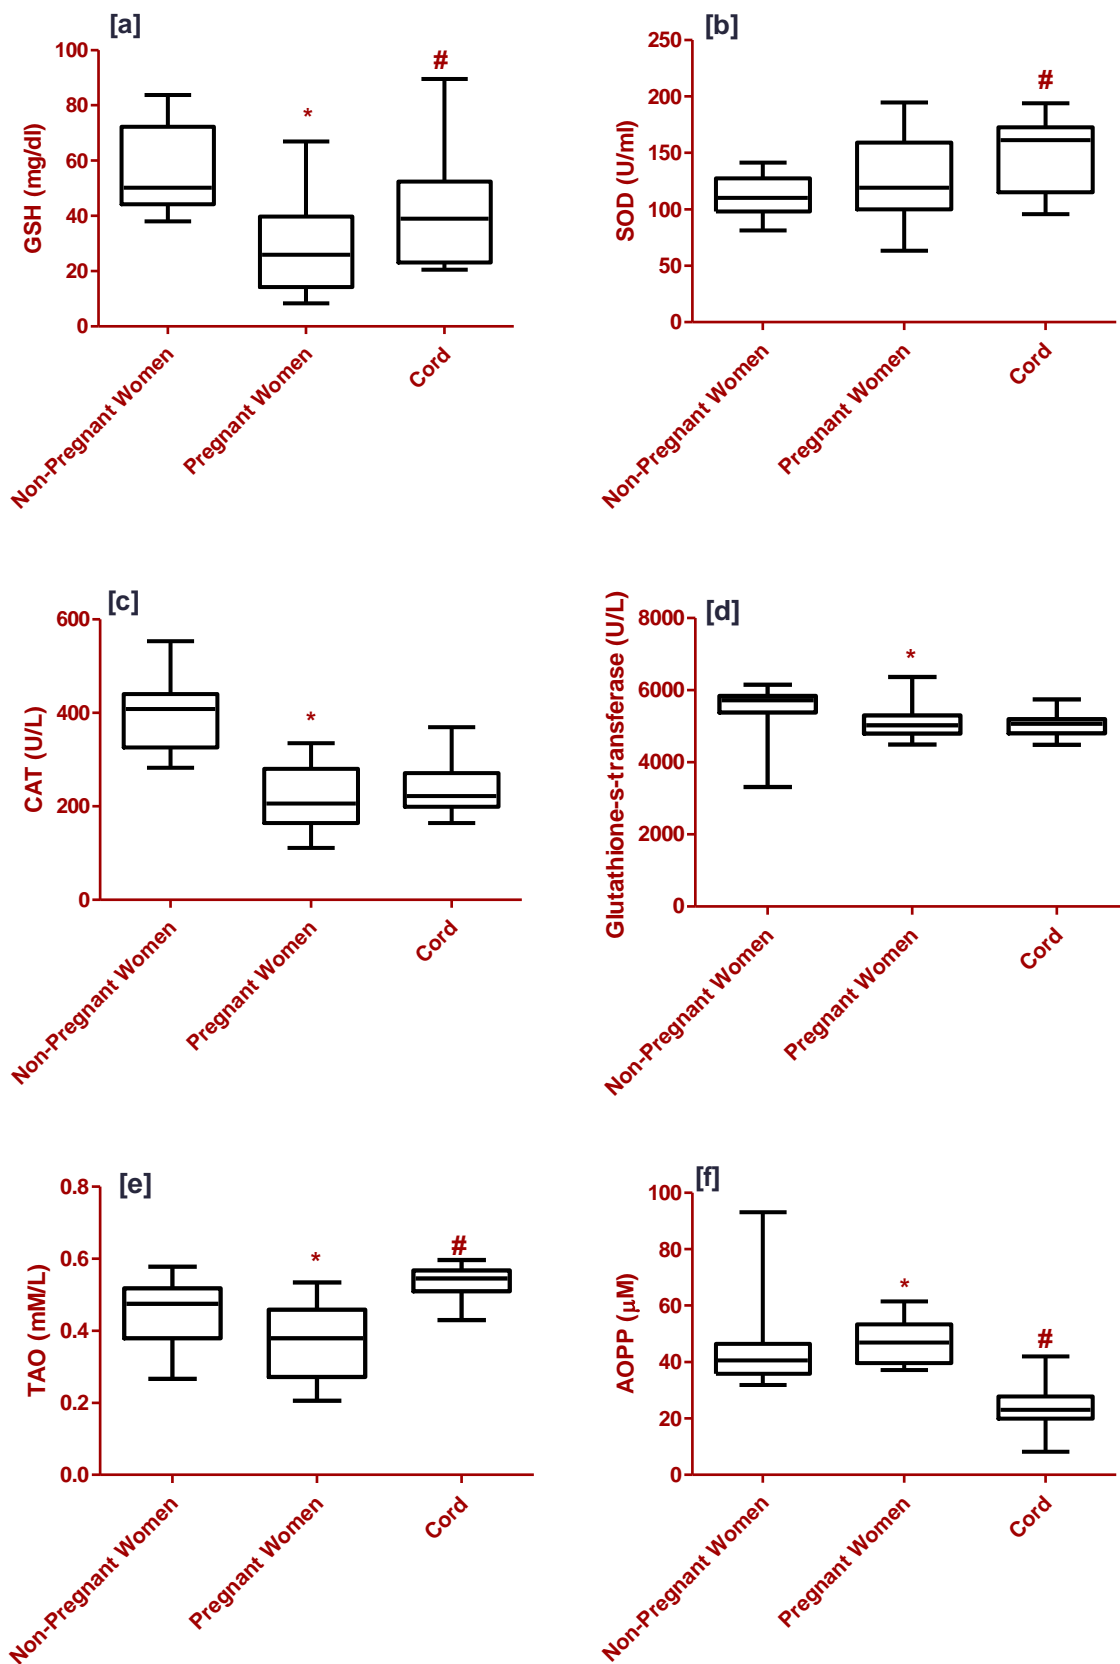 [a]
GSH (mg/dl)
100
80
60
40
20
0
*
#
Non-Pregnant Women
Pregnant Women
Cord
[b]
SOD (U/ml)
250
200
150
100
50
0
#
Non-Pregnant Women
Pregnant Women
Cord
[c]
CAT (U/L)
600
400
200
0
*
Non-Pregnant Women
Pregnant Women
Cord
[d]
Glutathione-s-transferase (U/L)
8000
6000
4000
2000
0
*
Non-Pregnant Women
Pregnant Women
Cord
[e]
TAO (mM/L)
0.8
0.6
0.4
0.2
0.0
*
#
Non-Pregnant Women
Pregnant Women
Cord
[f]
AOPP (μM)
100
80
60
40
20
0
*
#
Non-Pregnant Women
Pregnant Women
Cord